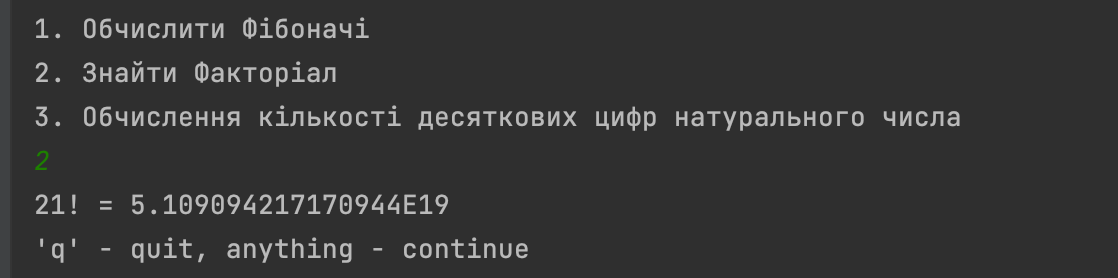 1. Обчислити Фібоначі
2. Знайти Факторіал
3. Обчислення кількості десяткових цифр натурального числа
2
21! = 5.109094217170944E19
'q' - quit, anything - continue